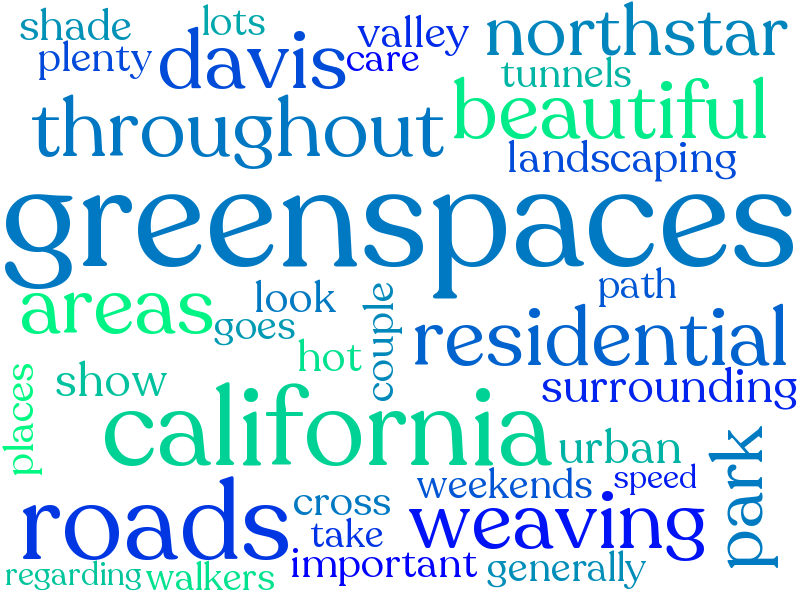 shade
lots
valley
northstar
plenty
davis
care
tunnels
throughout
beautiful
landscaping
greenspaces
areas
look
path
goes
couple
residential
hot
show
surrounding
places
california
urban
park
roads
cross
weekends
speed
take
weaving
important
generally
regarding
walkers